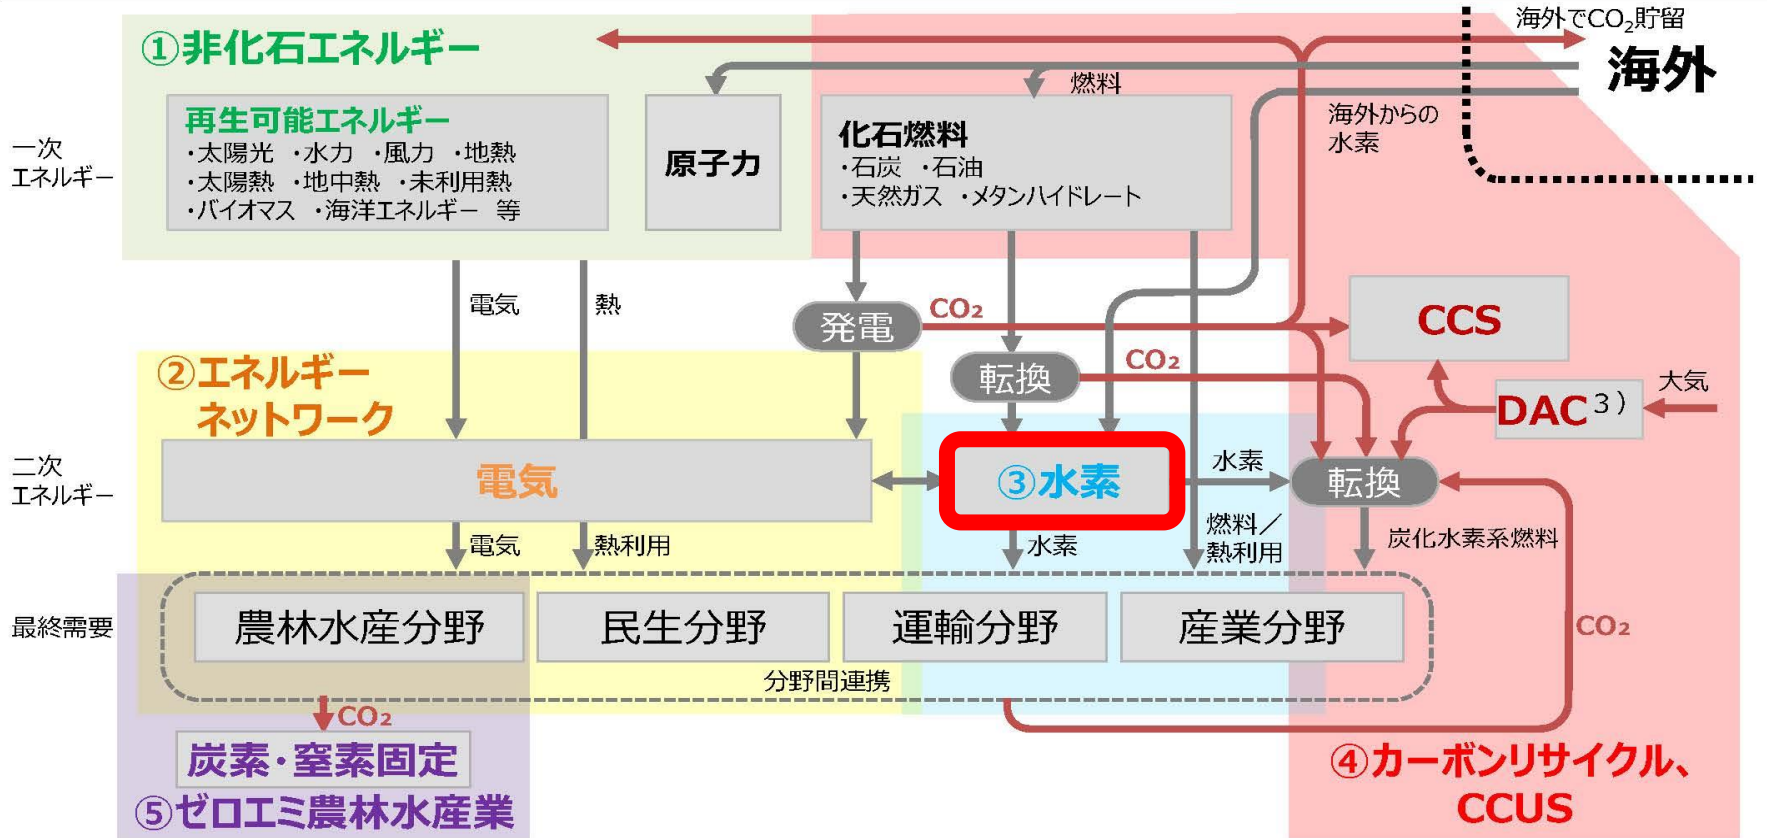 海外でCO₂貯留
①非化石エネルギー
海外
燃料
海外からの
水素
一次
エネルギー
再生可能エネルギー
・太陽光 ・水力 ・風力 ・地熱
・太陽熱 ・地中熱 ・未利用熱
・バイオマス ・海洋エネルギー 等
原子力
化石燃料
・石炭 ・石油
・天然ガス ・メタンハイドレート
電気
熱
発電
CO₂
CCS
②エネルギー
ネットワーク
転換
CO₂
DAC³⁾
大気
二次
エネルギー
電気
③水素
水素
転換
電気
熱利用
水素
燃料／
熱利用
炭化水素系燃料
最終需要
農林水産分野
民生分野
運輸分野
産業分野
CO₂
分野間連携
CO₂
炭素・窒素固定
⑤ゼロエミ農林水産業
④カーボンリサイクル、
CCUS